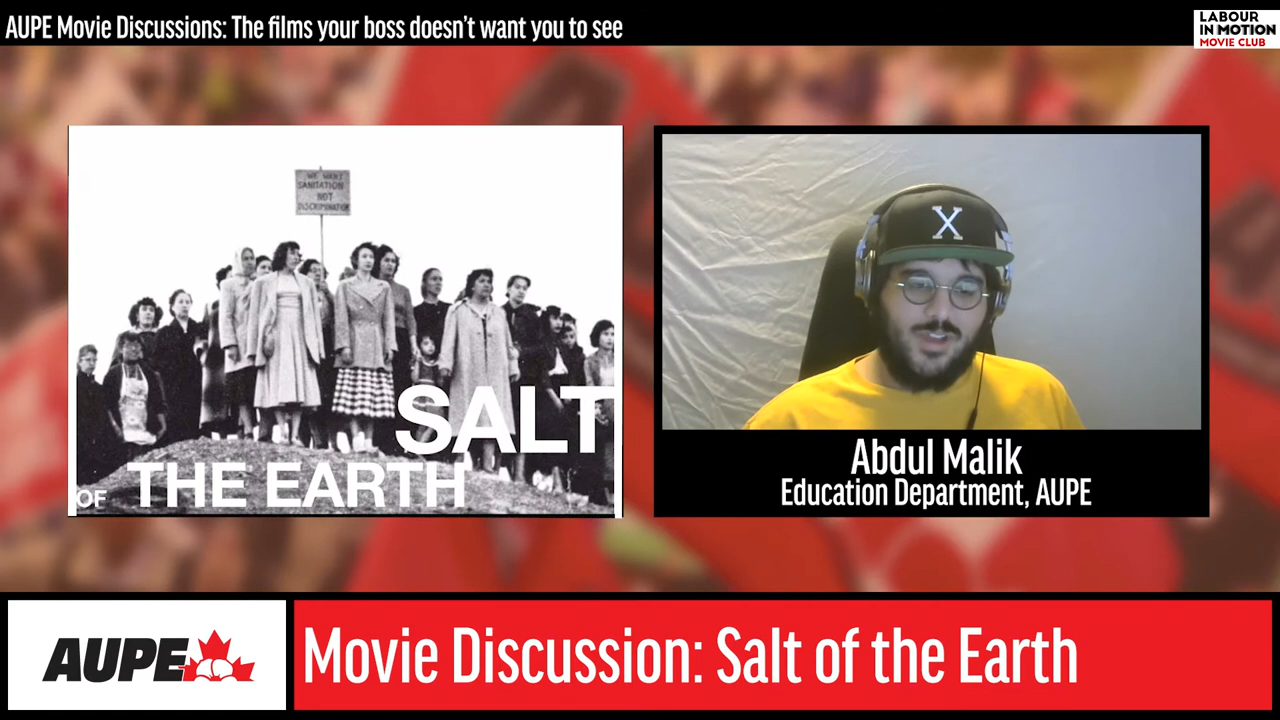 AUPE Movie Discussions: The films your boss doesn't want you to see
LABOUR
IN MOTION
MOVIE CLUB
WE WANT
SANITATION
NOT
DISCRIMINATION
SALT
OF THE EARTH
X
Abdul Malik
Education Department, AUPE
AUPE
Movie Discussion: Salt of the Earth